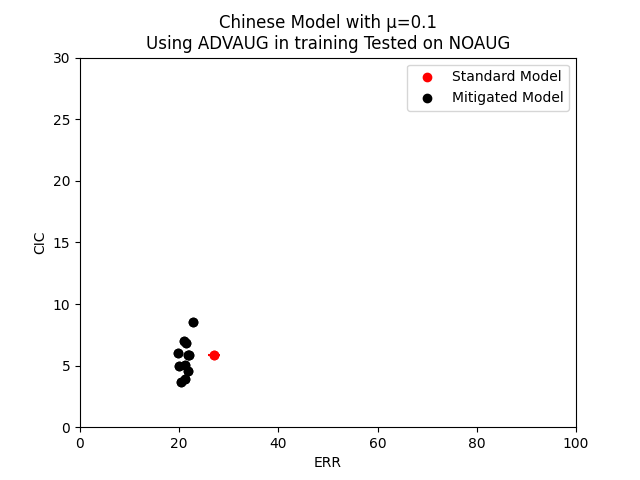 Chinese Model with μ=0.1
Using ADVAUG in training Tested on NOAUG
30
25
20
15
10
5
0
CIC
Standard Model
Mitigated Model
0 20 40 60 80 100
ERR